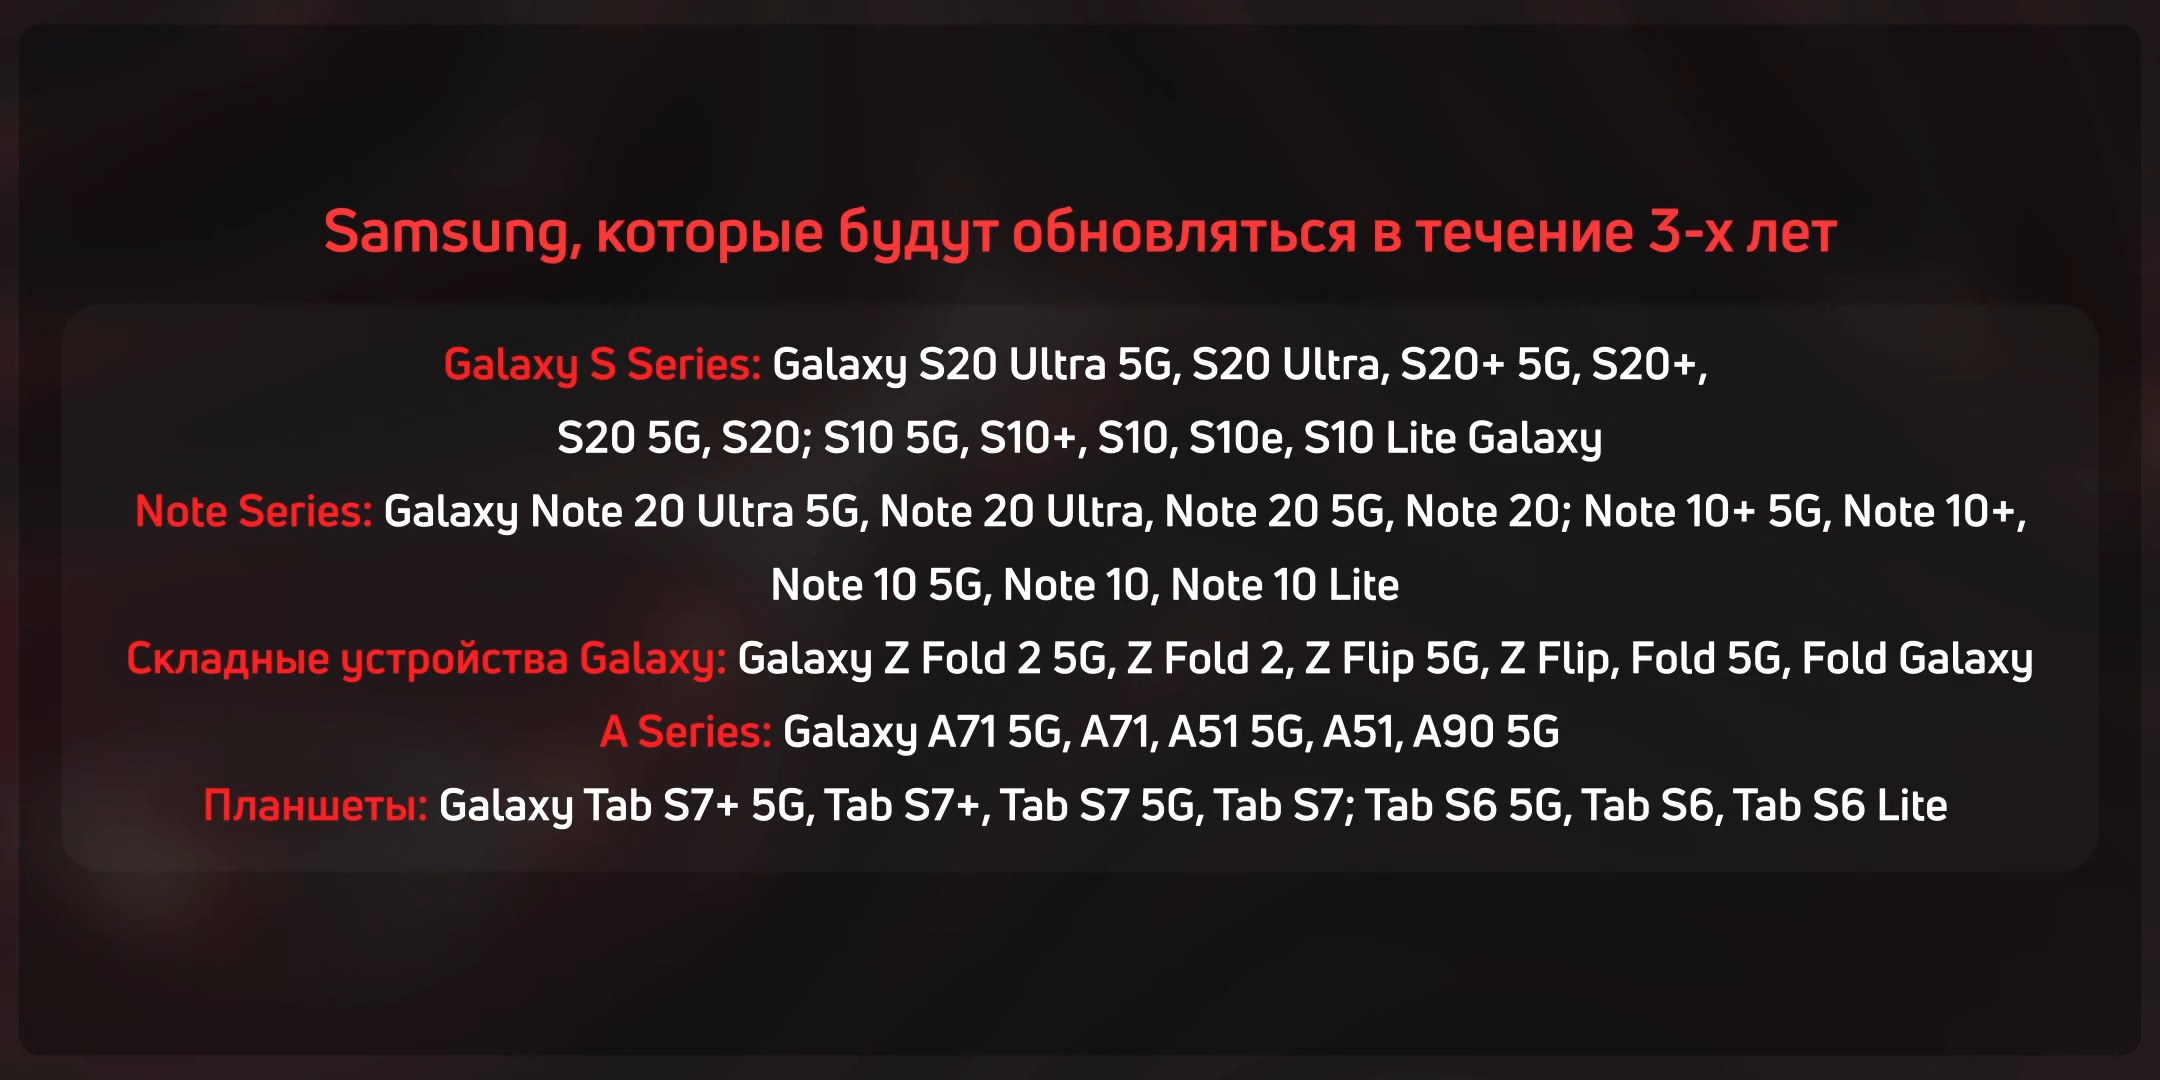 Samsung, которые будут обновляться в течение 3-х лет
Galaxy S Series: Galaxy S20 Ultra 5G, S20 Ultra, S20+ 5G, S20+,
S20 5G, S20; S10 5G, S10+, S10, S10e, S10 Lite Galaxy
Note Series: Galaxy Note 20 Ultra 5G, Note 20 Ultra, Note 20 5G, Note 20; Note 10+ 5G, Note 10+,
Note 10 5G, Note 10, Note 10 Lite
Складные устройства Galaxy: Galaxy Z Fold 2 5G, Z Fold 2, Z Flip 5G, Z Flip, Fold 5G, Fold Galaxy
A Series: Galaxy A71 5G, A71, A51 5G, A51, A90 5G
Планшеты: Galaxy Tab S7+ 5G, Tab S7+, Tab S7 5G, Tab S7; Tab S6 5G, Tab S6, Tab S6 Lite